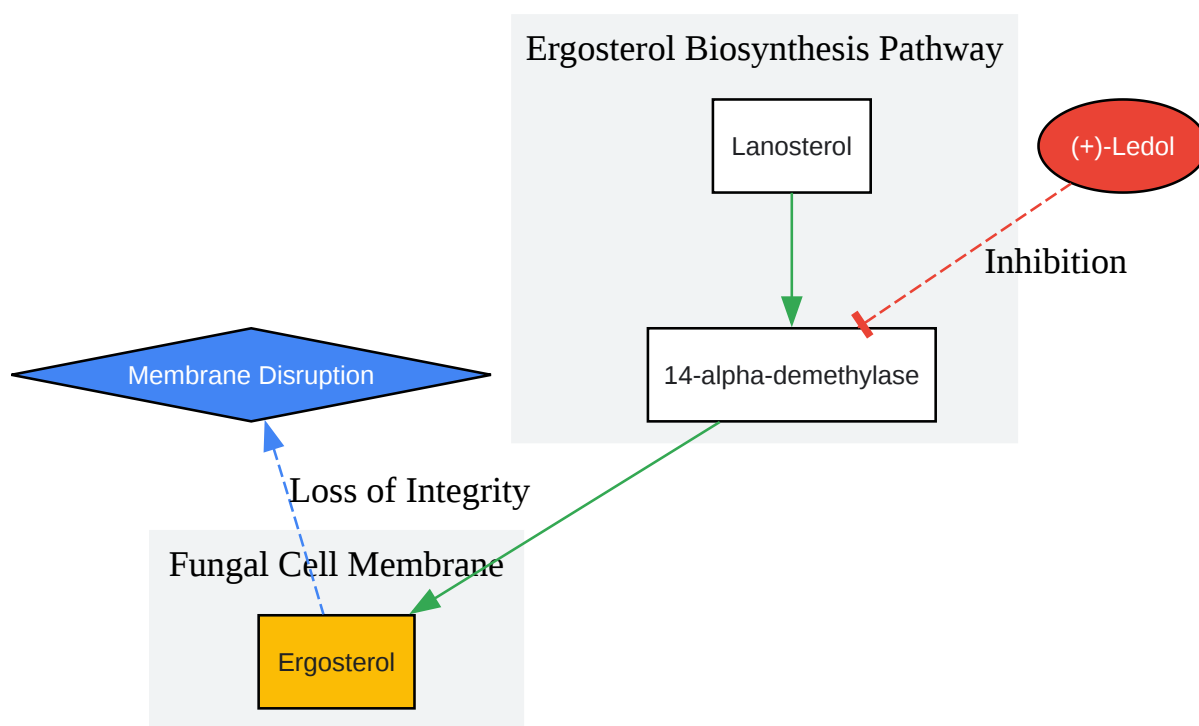 Ergosterol Biosynthesis Pathway
Lanosterol
(+)-Ledol
Inhibition
14-alpha-demethylase
Membrane Disruption
Loss of Integrity
Fungal Cell Membrane
Ergosterol